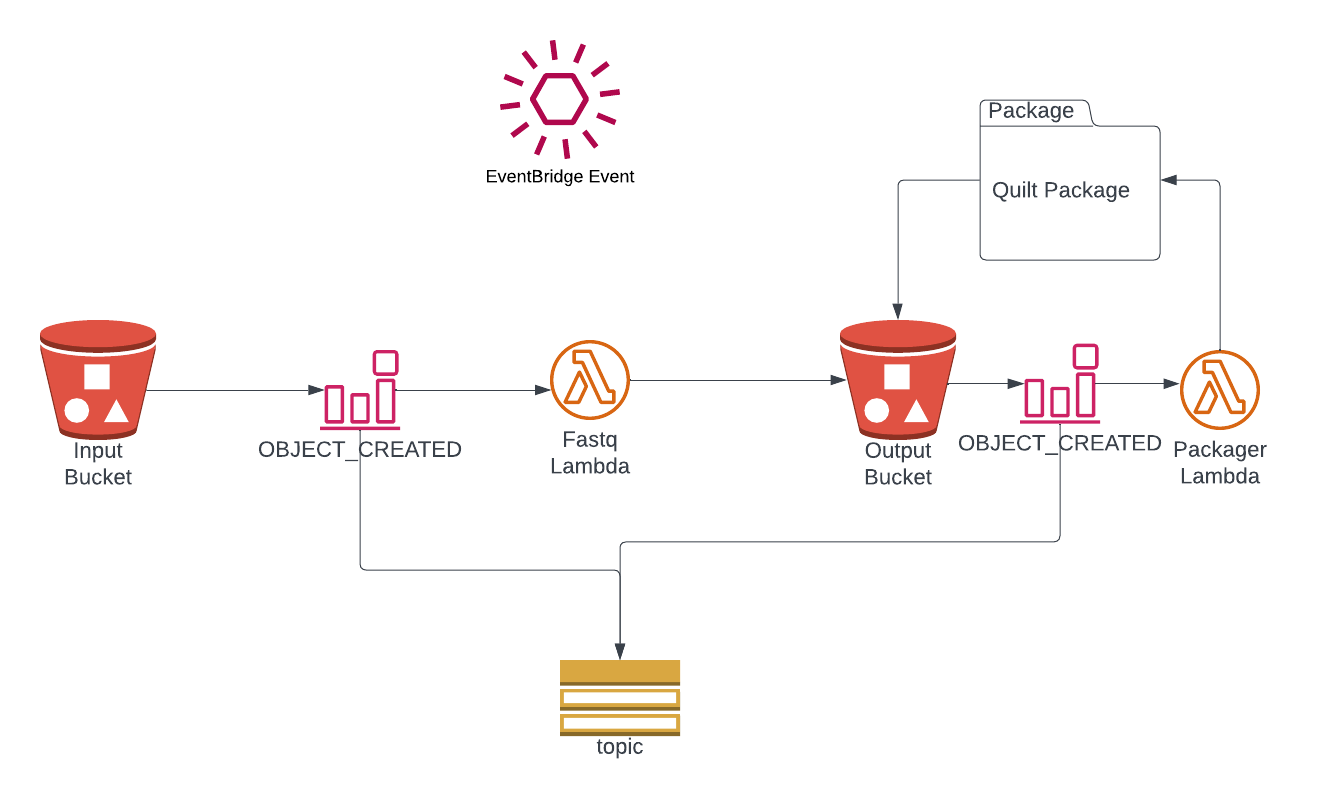 EventBridge Event
Package
Quilt Package
Input
Bucket
OBJECT_CREATED
Fastq
Lambda
Output
Bucket
OBJECT_CREATED
Packager
Lambda
topic